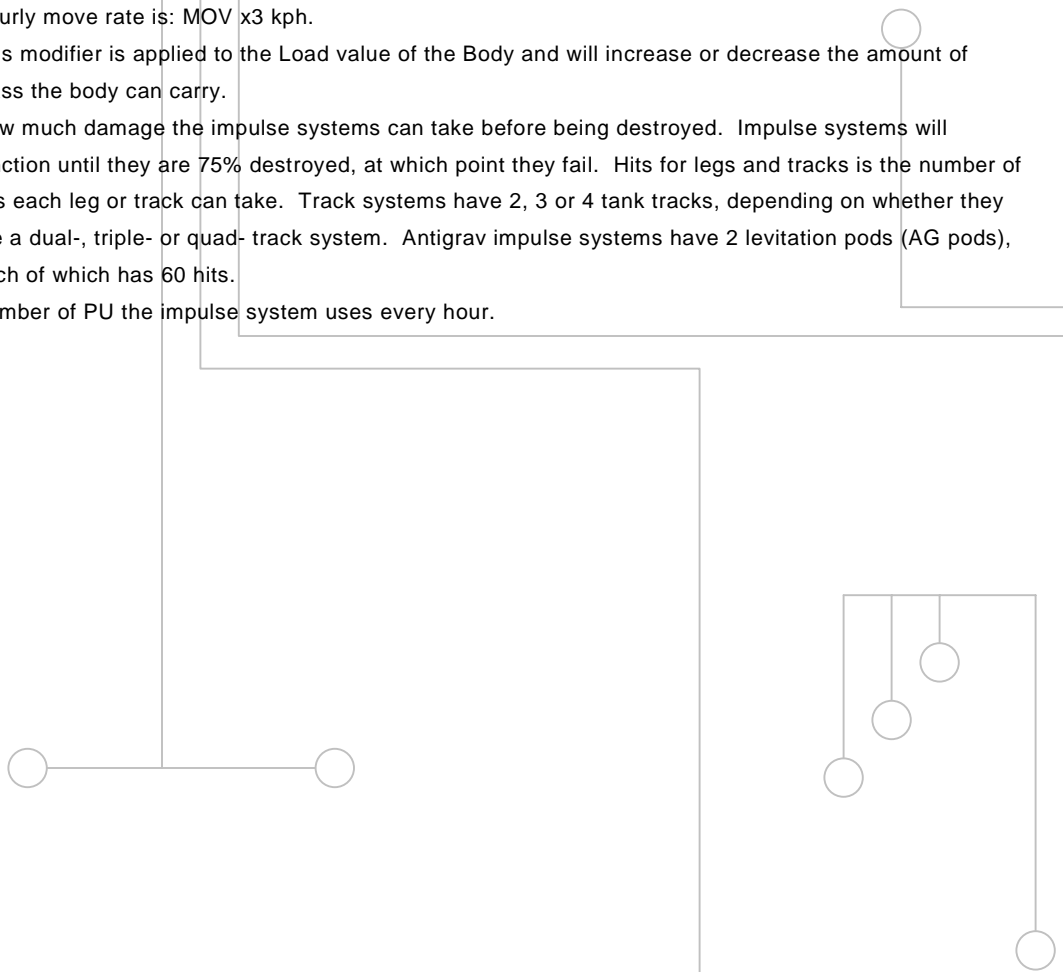 urly move rate is: MOV x3 kph.
s modifier is applied to the Load value of the Body and will increase or decrease the amount of
ss the body can carry.
w much damage the impulse systems can take before being destroyed.  Impulse systems will
ction until they are 75% destroyed, at which point they fail.  Hits for legs and tracks is the number of
s each leg or track can take.  Track systems have 2, 3 or 4 tank tracks, depending on whether they
e a dual-, triple- or quad- track system.  Antigrav impulse systems have 2 levitation pods (AG pods),
ch of which has 60 hits.
mber of PU the impulse system uses every hour.